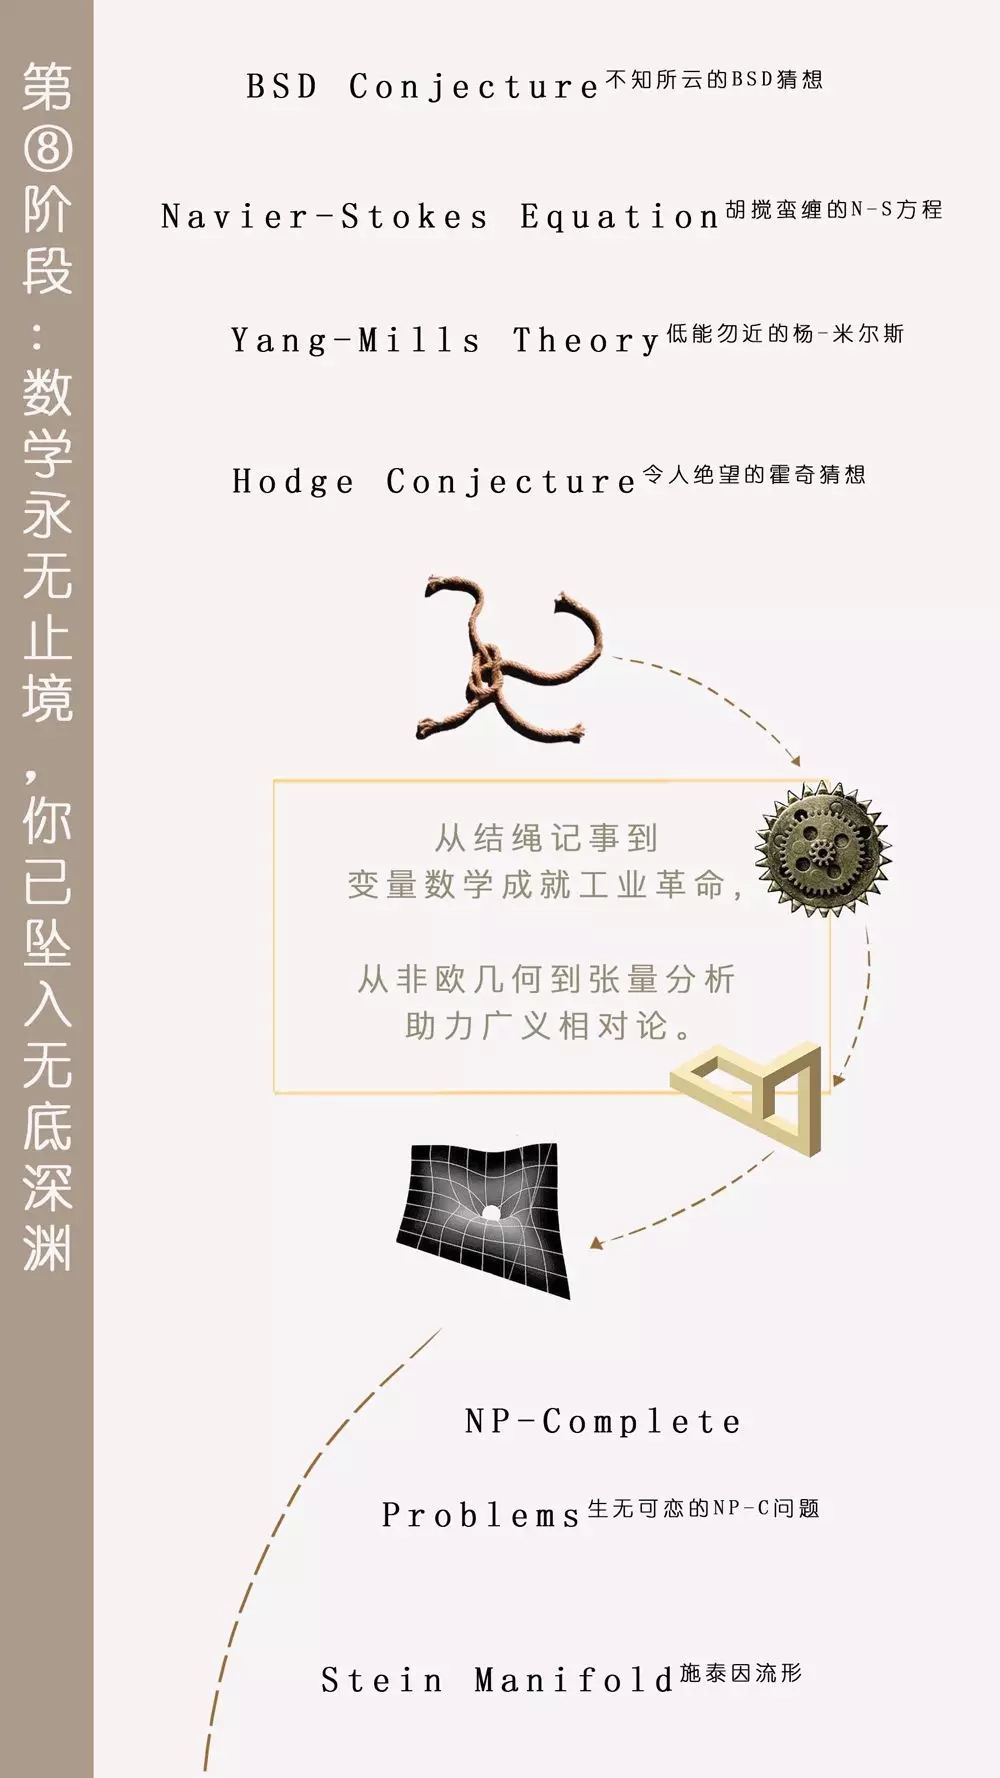 第⑧阶段：数学永无止境，你已坠入无底深渊
BSD Conjecture不知所云的BSD猜想
Navier-Stokes Equation胡搅蛮缠的N-S方程
Yang-Mills Theory低能勿近的杨-米尔斯
Hodge Conjecture令人绝望的霍奇猜想
从结绳记事到
变量数学成就工业革命，
从非欧几何到张量分析
助力广义相对论。
NP-Complete
Problems生无可恋的NP-C问题
Stein Manifold施泰因流形